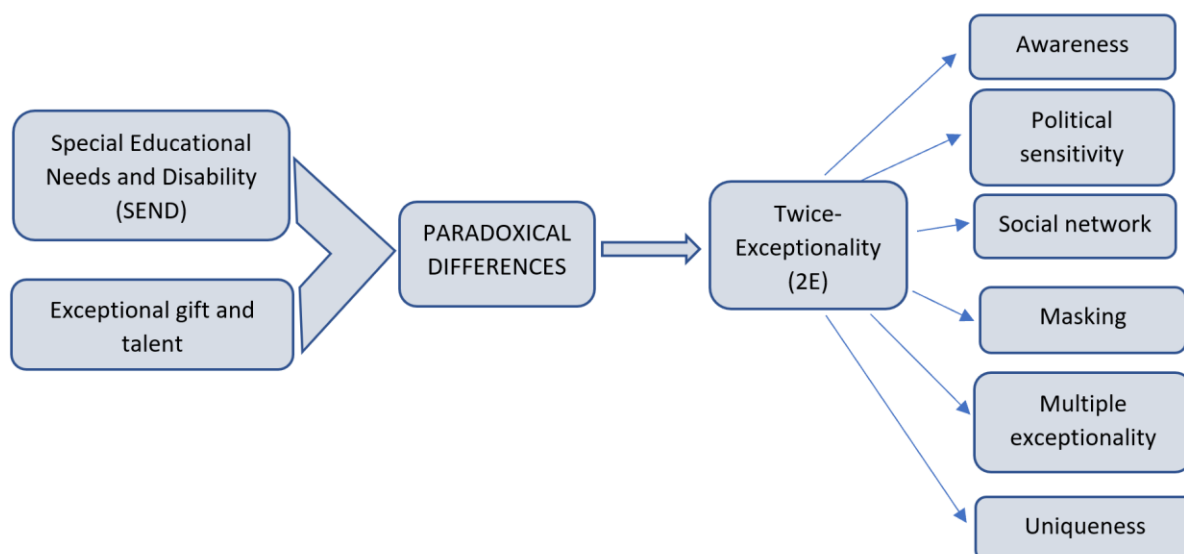 Special Educational
Needs and Disability
(SEND)
Exceptional gift and
talent
PARADOXICAL
DIFFERENCES
Twice-
Exceptionality
(2E)
Awareness
Political
sensitivity
Social network
Masking
Multiple
exceptionality
Uniqueness